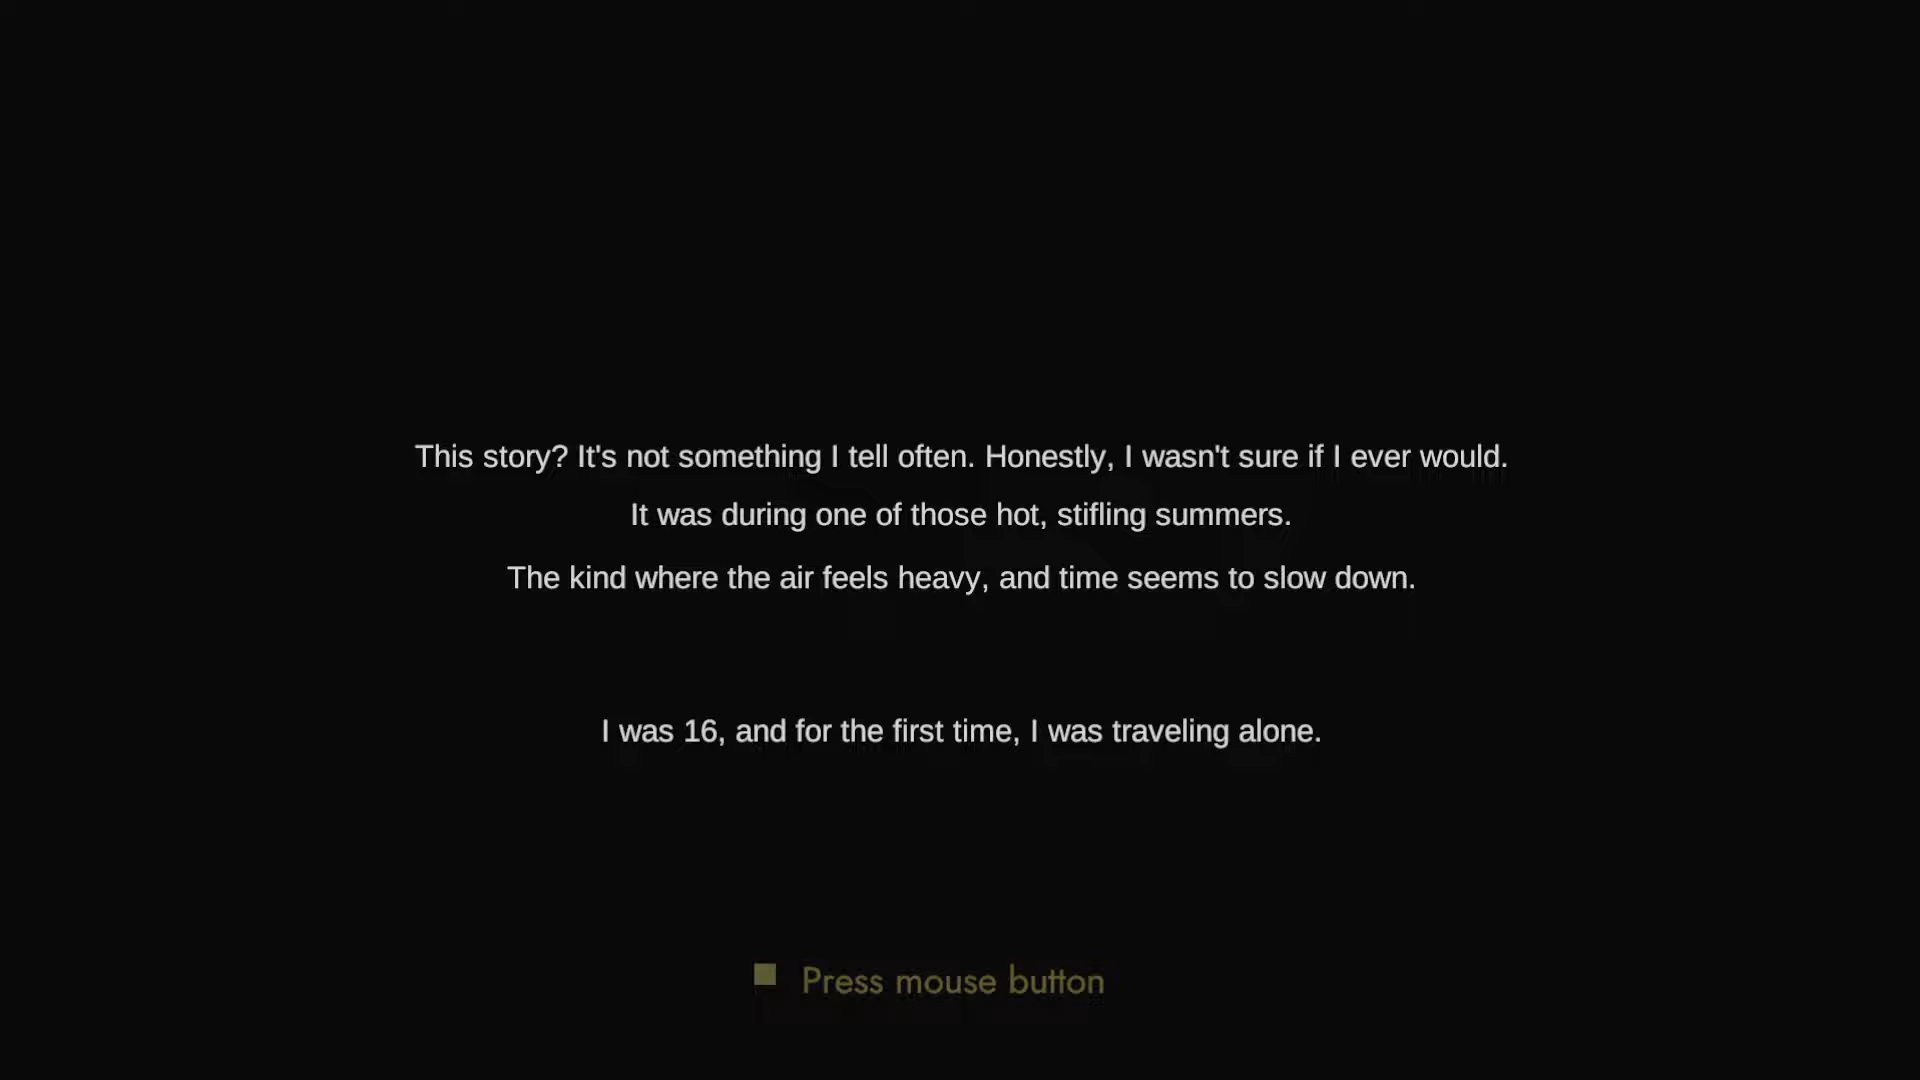 This story? It's not something I tell often. Honestly, I wasn't sure if I ever would.
It was during one of those hot, stifling summers.
The kind where the air feels heavy, and time seems to slow down.
I was 16, and for the first time, I was traveling alone.
Press mouse button